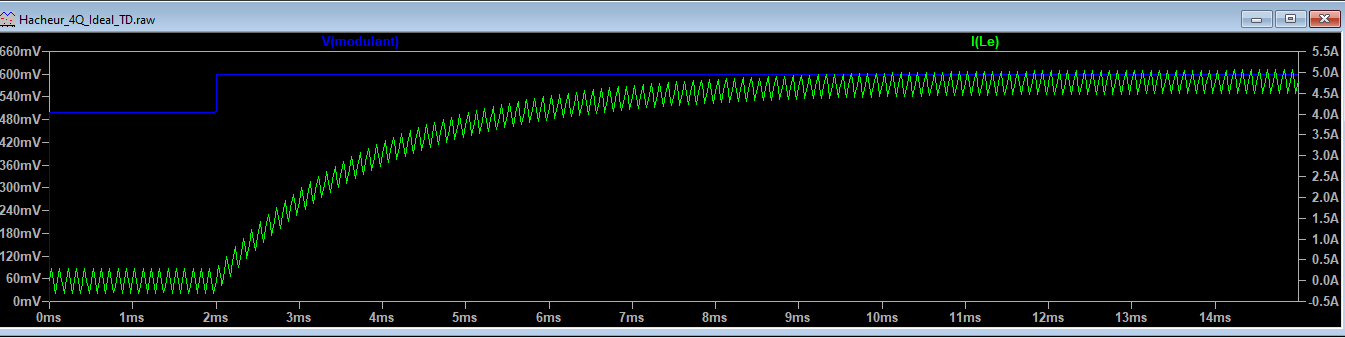 Hacheur_4Q_Ideal_TD.raw
V(modulant) I(Le)
660mV 5.5A
600mV 5.0A
540mV 4.5A
480mV 4.0A
420mV 3.5A
360mV 3.0A
300mV 2.5A
240mV 2.0A
180mV 1.5A
120mV 1.0A
60mV 0.5A
0mV 0.0A
-0.5A
0ms 1ms 2ms 3ms 4ms 5ms 6ms 7ms 8ms 9ms 10ms 11ms 12ms 13ms 14ms